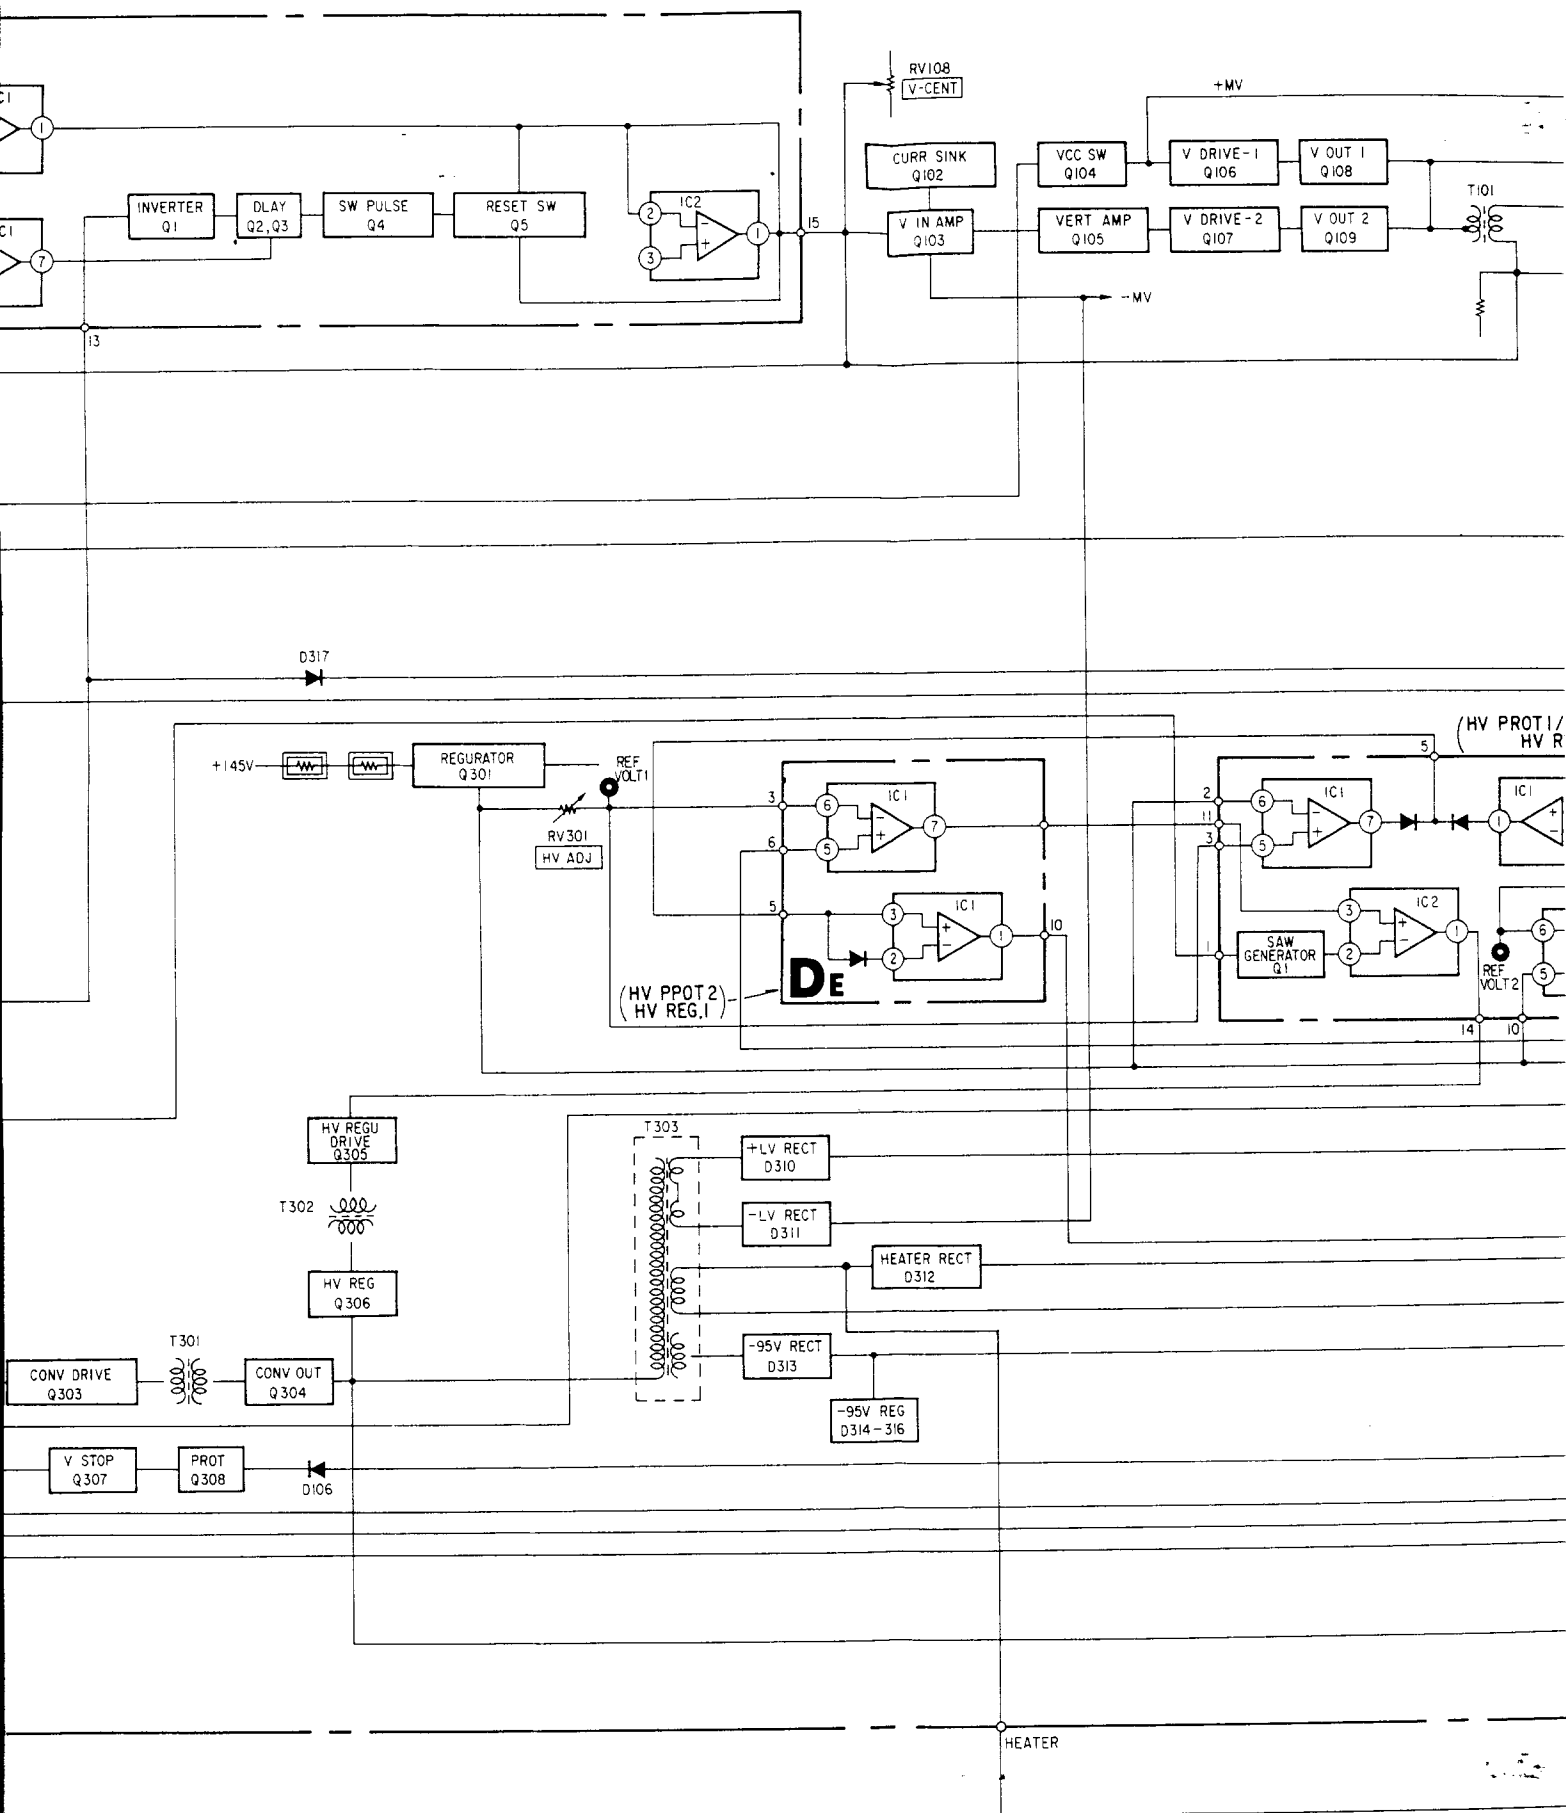 RV108
V-CENT
+MV
C1
1
CURR SINK
Q102
VCC SW
Q104
V DRIVE-1
Q106
V OUT 1
Q108
T101
INVERTER
Q1
DLAY
Q2,Q3
SW PULSE
Q4
RESET SW
Q5
IC2
2
-
+
3
1
15
V IN AMP
Q103
VERT AMP
Q105
V DRIVE-2
Q107
V OUT 2
Q109
C1
7
-MV
13
D317
(HV PROT1/
HV R
5
+145V
REGURATOR
Q301
REF
VOLT1
RV301
HV ADJ
3
6
IC1
-
+
7
6
5
5
3
IC1
+
-
1
2
10
DE
(HV PPOT2)
HV REG,1
2
11
3
6
IC1
-
+
7
5
IC1
1
+
-
3
IC2
+
-
1
2
1
SAW
GENERATOR
Q1
REF
VOLT2
6
5
14
10
HV REGU
DRIVE
Q305
T303
+LV RECT
D310
T302
-LV RECT
D311
HV REG
Q306
HEATER RECT
D312
T301
-95V RECT
D313
CONV DRIVE
Q303
CONV OUT
Q304
-95V REG
D314-316
V STOP
Q307
PROT
Q308
D106
HEATER